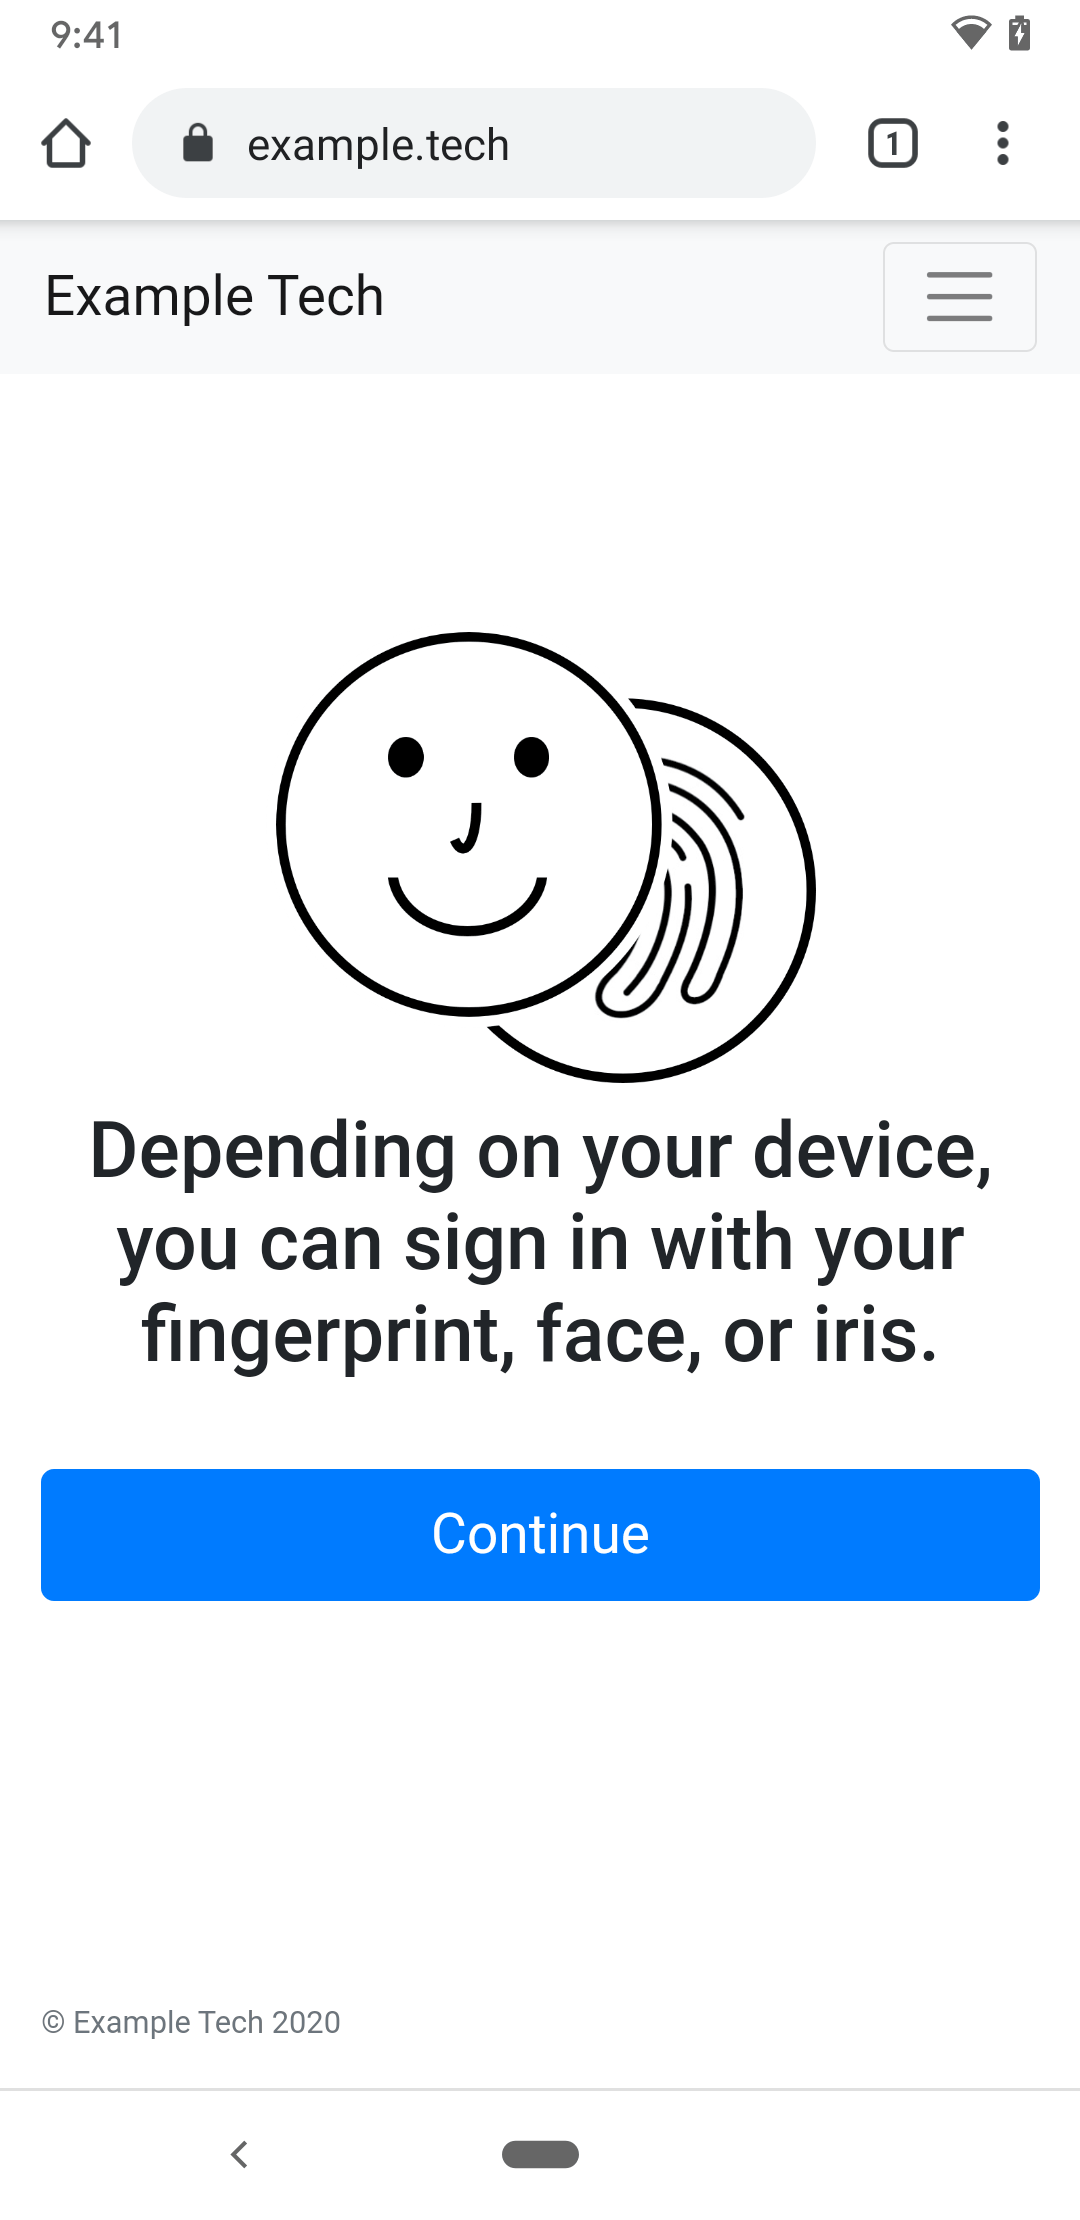 9:41
example.tech
1
Example Tech
Depending on your device,
you can sign in with your
fingerprint, face, or iris.
Continue
© Example Tech 2020